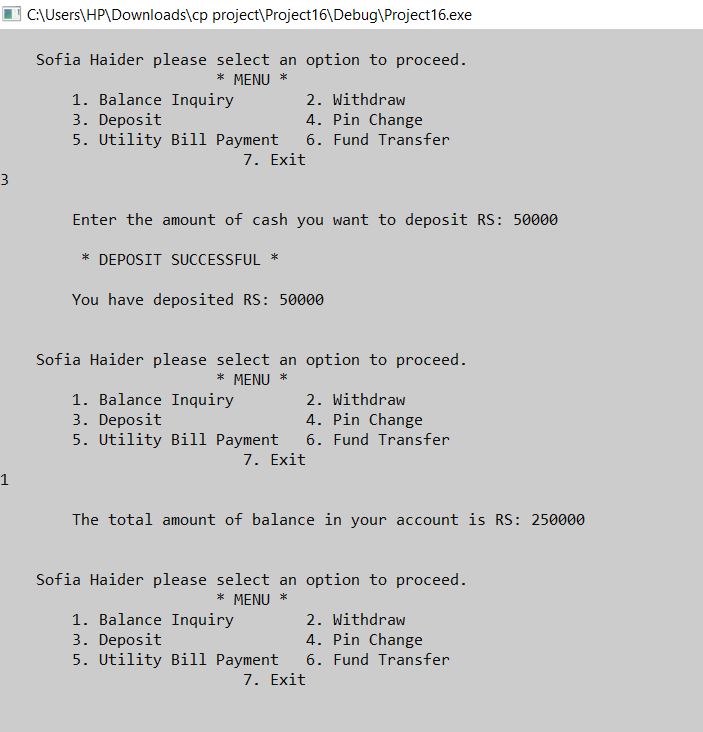 C:\Users\HP\Downloads\cp project\Project16\Debug\Project16.exe
Sofia Haider please select an option to proceed.
* MENU *
1. Balance Inquiry 2. Withdraw
3. Deposit 4. Pin Change
5. Utility Bill Payment 6. Fund Transfer
7. Exit
3
Enter the amount of cash you want to deposit RS: 50000
* DEPOSIT SUCCESSFUL *
You have deposited RS: 50000
Sofia Haider please select an option to proceed.
* MENU *
1. Balance Inquiry 2. Withdraw
3. Deposit 4. Pin Change
5. Utility Bill Payment 6. Fund Transfer
7. Exit
1
The total amount of balance in your account is RS: 250000
Sofia Haider please select an option to proceed.
* MENU *
1. Balance Inquiry 2. Withdraw
3. Deposit 4. Pin Change
5. Utility Bill Payment 6. Fund Transfer
7. Exit